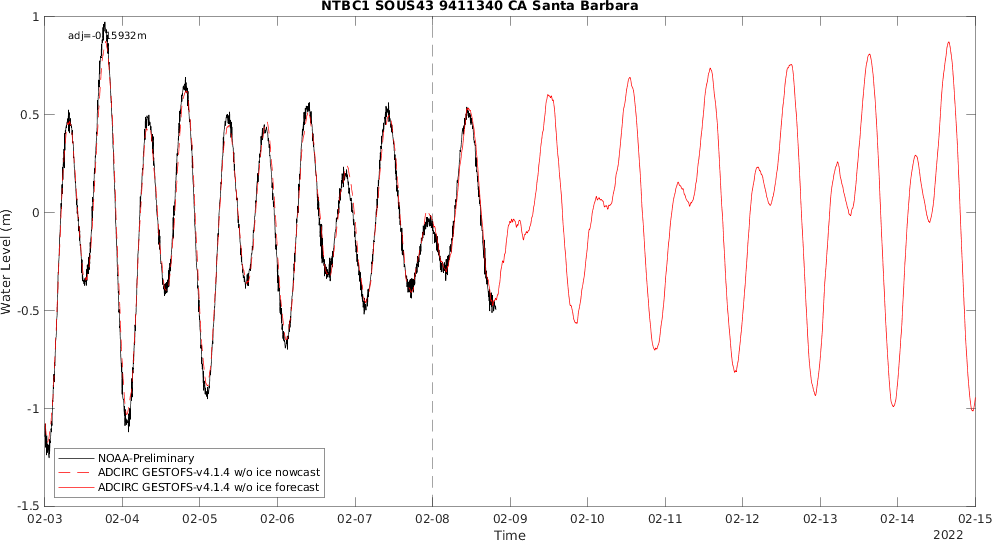 NTBC1 SOUS43 9411340 CA Santa Barbara
adj=-0.15932m
1
0.5
0
-0.5
-1
-1.5
Water Level (m)
NOAA-Preliminary
ADCIRC GESTOFS-v4.1.4 w/o ice nowcast
ADCIRC GESTOFS-v4.1.4 w/o ice forecast
02-03 02-04 02-05 02-06 02-07 02-08 02-09 02-10 02-11 02-12 02-13 02-14 02-15
Time
2022